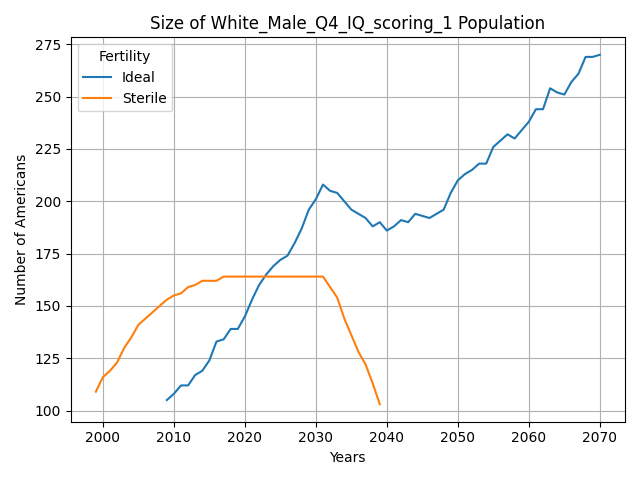 Size of White_Male_Q4_IQ_scoring_1 Population
Fertility
Ideal
Sterile
Number of Americans
275
250
225
200
175
150
125
100
2000 2010 2020 2030 2040 2050 2060 2070
Years